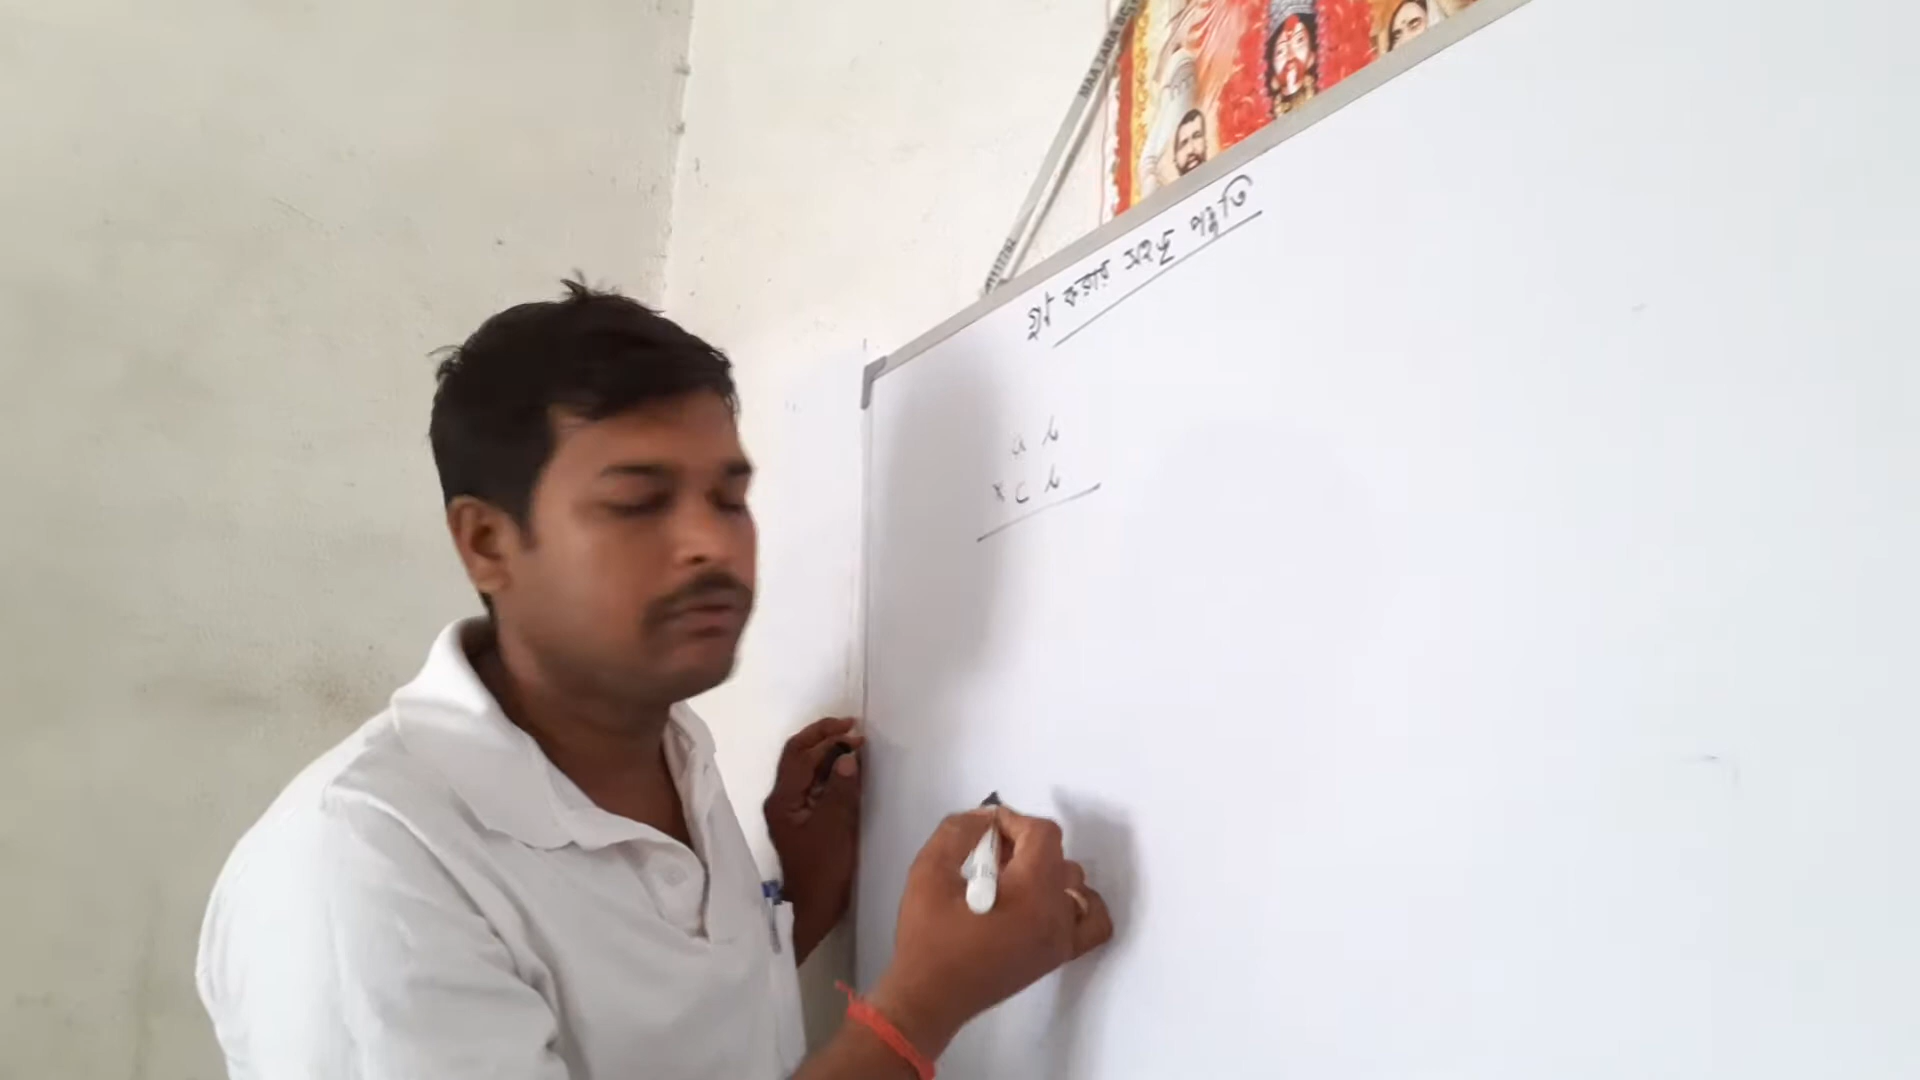 গুণ করার সহজ পদ্ধতি
a b
× c b